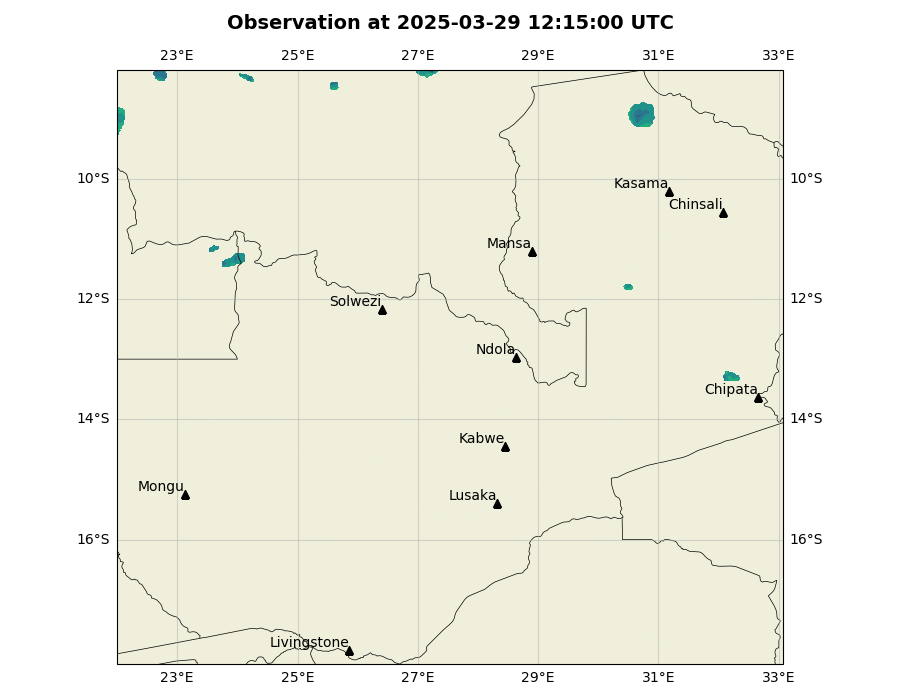 Observation at 2025-03-29 12:15:00 UTC
23°E 25°E 27°E 29°E 31°E 33°E
10°S 10°S
Kasama
Chinsali
Mansa
12°S 12°S
Solwezi
Ndola
Chipata
14°S 14°S
Kabwe
Mongu
Lusaka
16°S 16°S
Livingstone
23°E 25°E 27°E 29°E 31°E 33°E